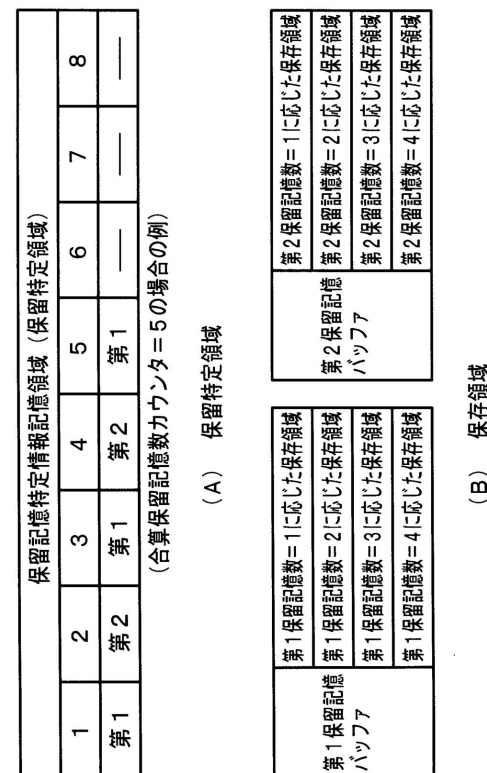 保留記憶特定情報記憶領域（保留特定領域）
1 2 3 4 5 6 7 8
第1 第2 第1 第2 第1 ― ― ―
（合算保留記憶数カウンタ＝5の場合の例）
（A） 保留特定領域
第1保留記憶
バッファ
第1保留記憶数＝1に応じた保存領域
第1保留記憶数＝2に応じた保存領域
第1保留記憶数＝3に応じた保存領域
第1保留記憶数＝4に応じた保存領域
第2保留記憶
バッファ
第2保留記憶数＝1に応じた保存領域
第2保留記憶数＝2に応じた保存領域
第2保留記憶数＝3に応じた保存領域
第2保留記憶数＝4に応じた保存領域
（B） 保存領域